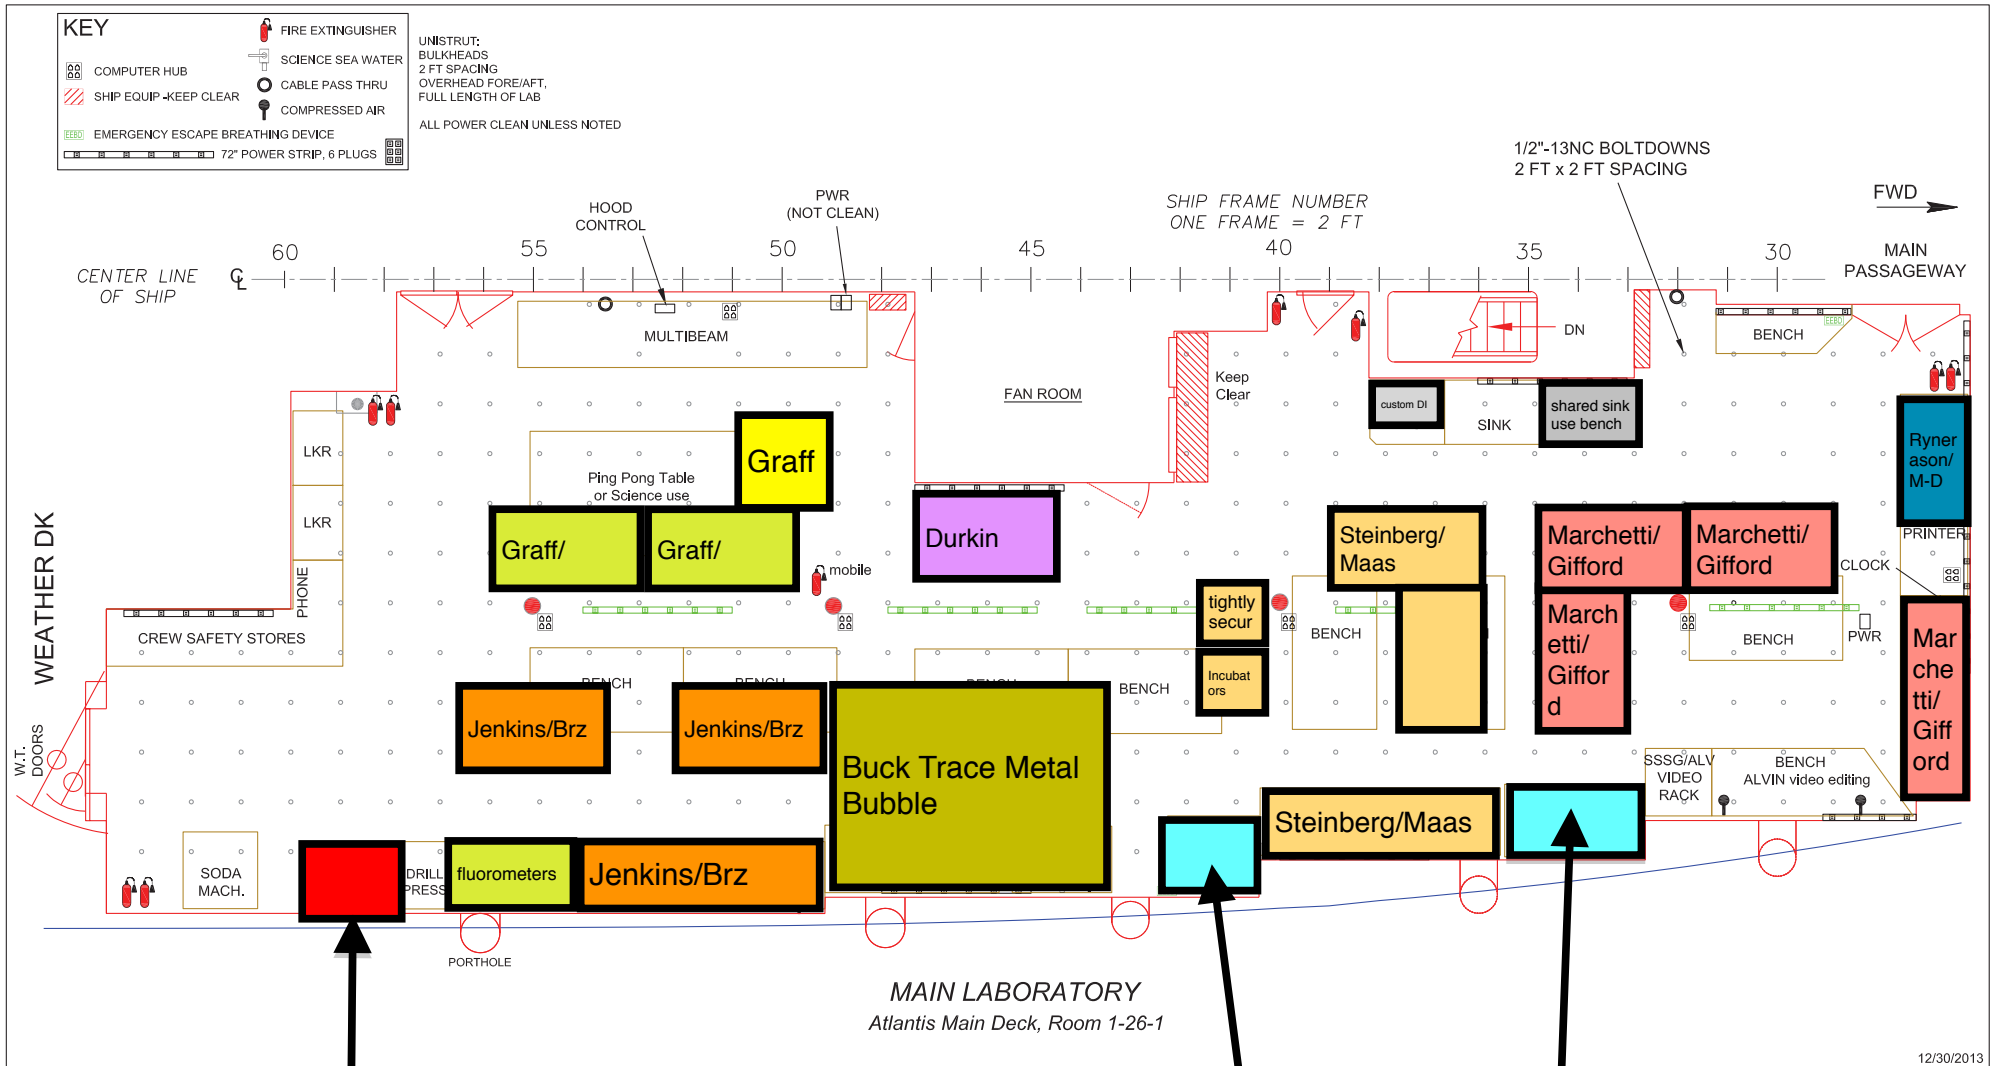 KEY
FIRE EXTINGUISHER
SCIENCE SEA WATER
COMPUTER HUB
CABLE PASS THRU
SHIP EQUIP -KEEP CLEAR
COMPRESSED AIR
EEBD
EMERGENCY ESCAPE BREATHING DEVICE
72" POWER STRIP, 6 PLUGS
UNISTRUT:
BULKHEADS
2 FT SPACING
OVERHEAD FORE/AFT,
FULL LENGTH OF LAB
ALL POWER CLEAN UNLESS NOTED
1/2"-13NC BOLTDOWNS
2 FT x 2 FT SPACING
FWD
HOOD
CONTROL
PWR
(NOT CLEAN)
SHIP FRAME NUMBER
ONE FRAME = 2 FT
60
55
50
45
40
35
30
MAIN
PASSAGEWAY
CENTER LINE
OF SHIP
CL
MULTIBEAM
DN
BENCH
EEBD
FAN ROOM
Keep
Clear
custom DI
SINK
shared sink
use bench
Ryner
ason/
M-D
LKR
LKR
Graff
Ping Pong Table
or Science use
Graff/
Graff/
Durkin
Steinberg/
Maas
Marchetti/
Gifford
Marchetti/
Gifford
PRINTER
CLOCK
mobile
PHONE
WEATHER DK
CREW SAFETY STORES
tightly
secur
BENCH
March
etti/
Giffor
d
BENCH
PWR
Mar
che
tti/
Giff
ord
BENCH
BENCH
BENCH
BENCH
Incubat
ors
W.T.
DOORS
Jenkins/Brz
Jenkins/Brz
Buck Trace Metal
Bubble
SSSG/ALV
VIDEO
RACK
BENCH
ALVIN video editing
Steinberg/Maas
SODA
MACH.
DRILL
PRESS
fluorometers
Jenkins/Brz
PORTHOLE
MAIN LABORATORY
Atlantis Main Deck, Room 1-26-1
12/30/2013